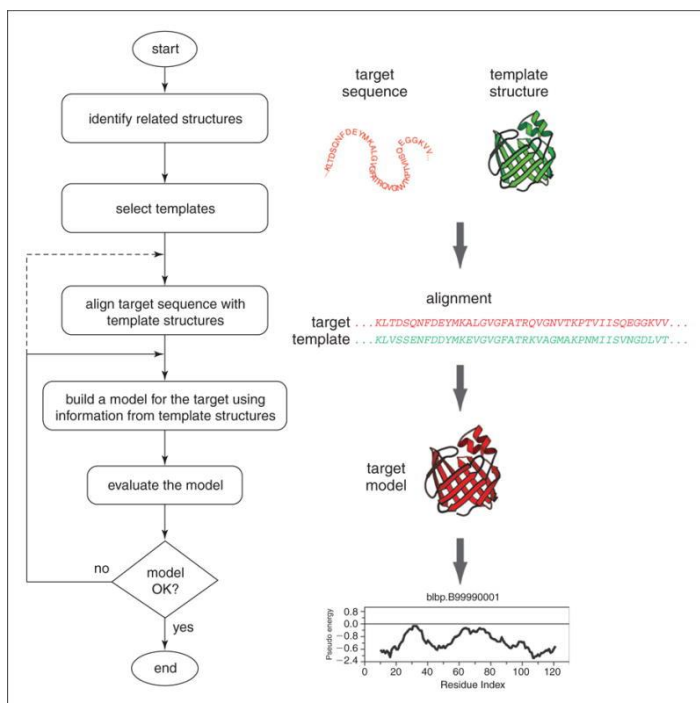 start
identify related structures
select templates
align target sequence with
template structures
build a model for the target using
information from template structures
evaluate the model
no
model
OK?
yes
end
target
sequence
template
structure
..KLTDSQNFDEYMKALGVGFATRQVGNVTKPTVIISQEGGKVV..
alignment
target ...KLTDSQNFDEYMKALGVGFATRQVGNVTKPTVIISQEGGKVV...
template ...KLVSSENFDDYMKEVGVGFATRKVAGMAKPNMIISVNGDLVT...
target
model
blbp.B99990001
Pseudo energy
0.8
0.0
−0.6
−1.6
−2.4
0 20 40 60 80 100 120
Residue Index